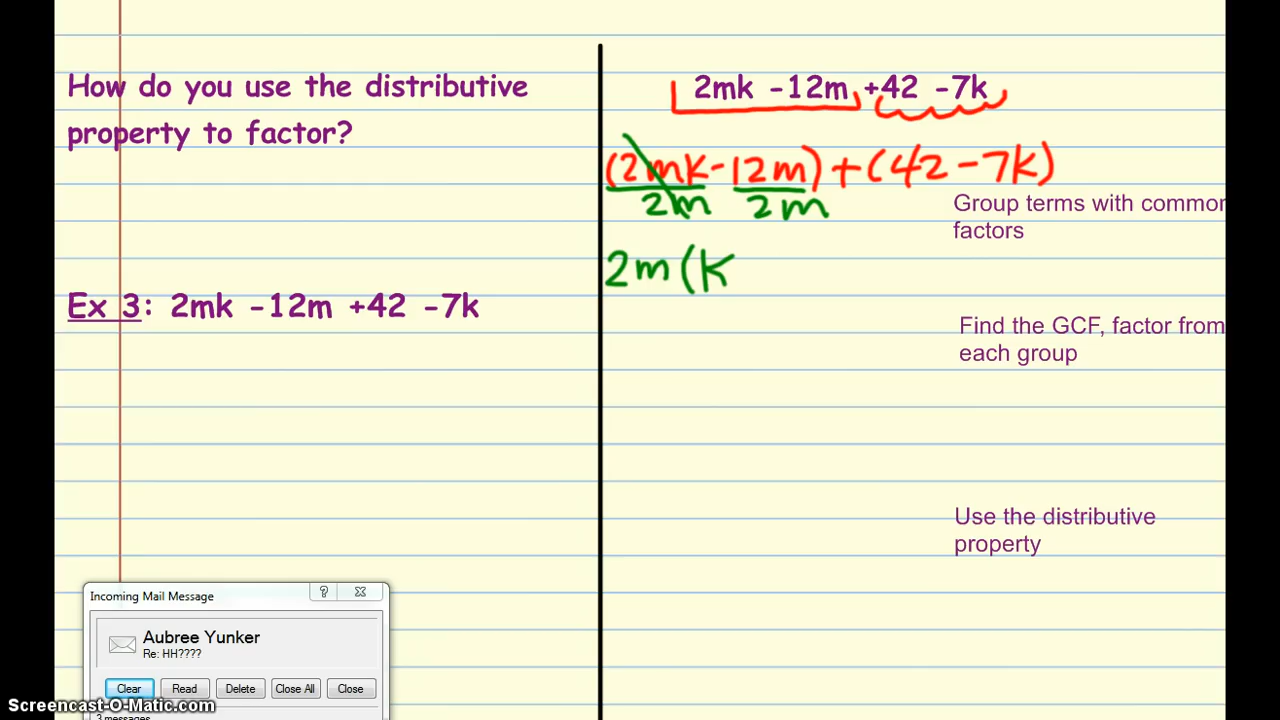 How do you use the distributive
property to factor?
Ex 3: 2mk -12m +42 -7k
2mk -12m +42 -7k
(2mk-12m)+(42-7k)
2m 2m
Group terms with common
factors
2m(K
Find the GCF, factor from
each group
Use the distributive
property
Incoming Mail Message
?
Aubree Yunker
Re: HH????
Clear Read Delete Close All Close
3 messages
Screencast-O-Matic.com